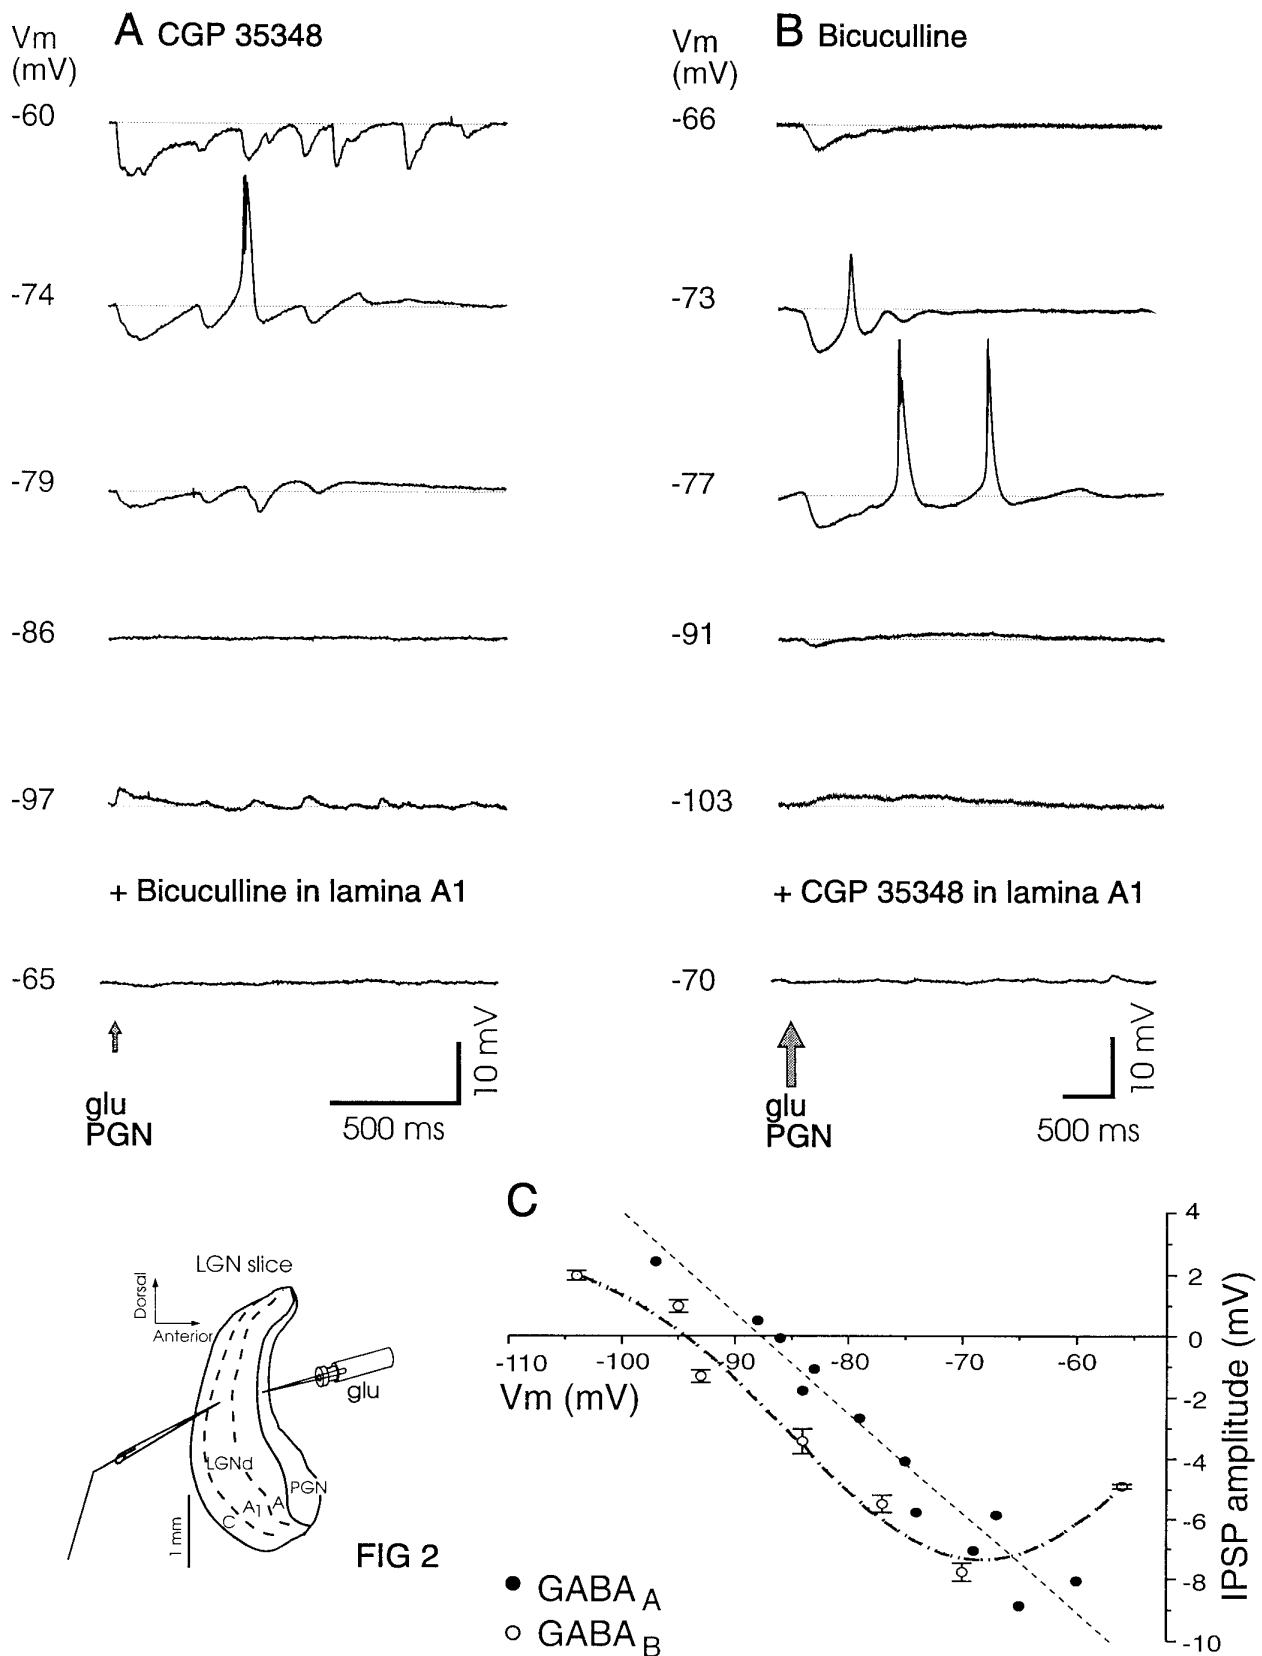 A CGP 35348
Vm
(mV)
-60
-74
-79
-86
-97
+ Bicuculline in lamina A1
-65
glu
PGN
10 mV
500 ms
B Bicuculline
Vm
(mV)
-66
-73
-77
-91
-103
+ CGP 35348 in lamina A1
-70
glu
PGN
10 mV
500 ms
LGN slice
Dorsal
Anterior
glu
LGNd
PGN
A
A1
C
1 mm
FIG 2
C
4
2
0
-2
-4
-6
-8
-10
IPSP amplitude (mV)
-110 -100 -90 -80 -70 -60
Vm (mV)
GABA A
GABA B